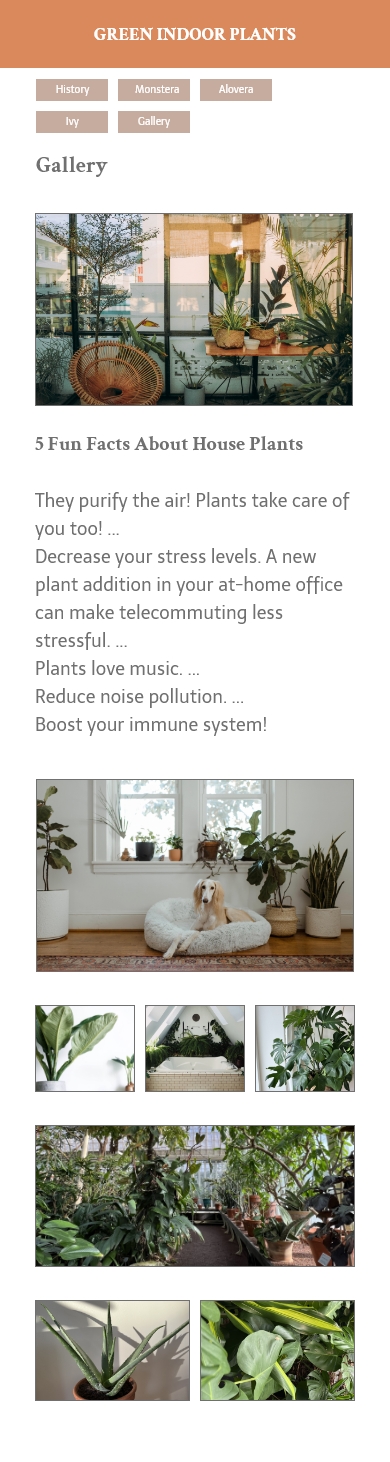 GREEN INDOOR PLANTS
History Monstera Alovera
Ivy Gallery
Gallery
5 Fun Facts About House Plants
They purify the air! Plants take care of
you too! ...
Decrease your stress levels. A new
plant addition in your at-home office
can make telecommuting less
stressful. ...
Plants love music. ...
Reduce noise pollution. ...
Boost your immune system!